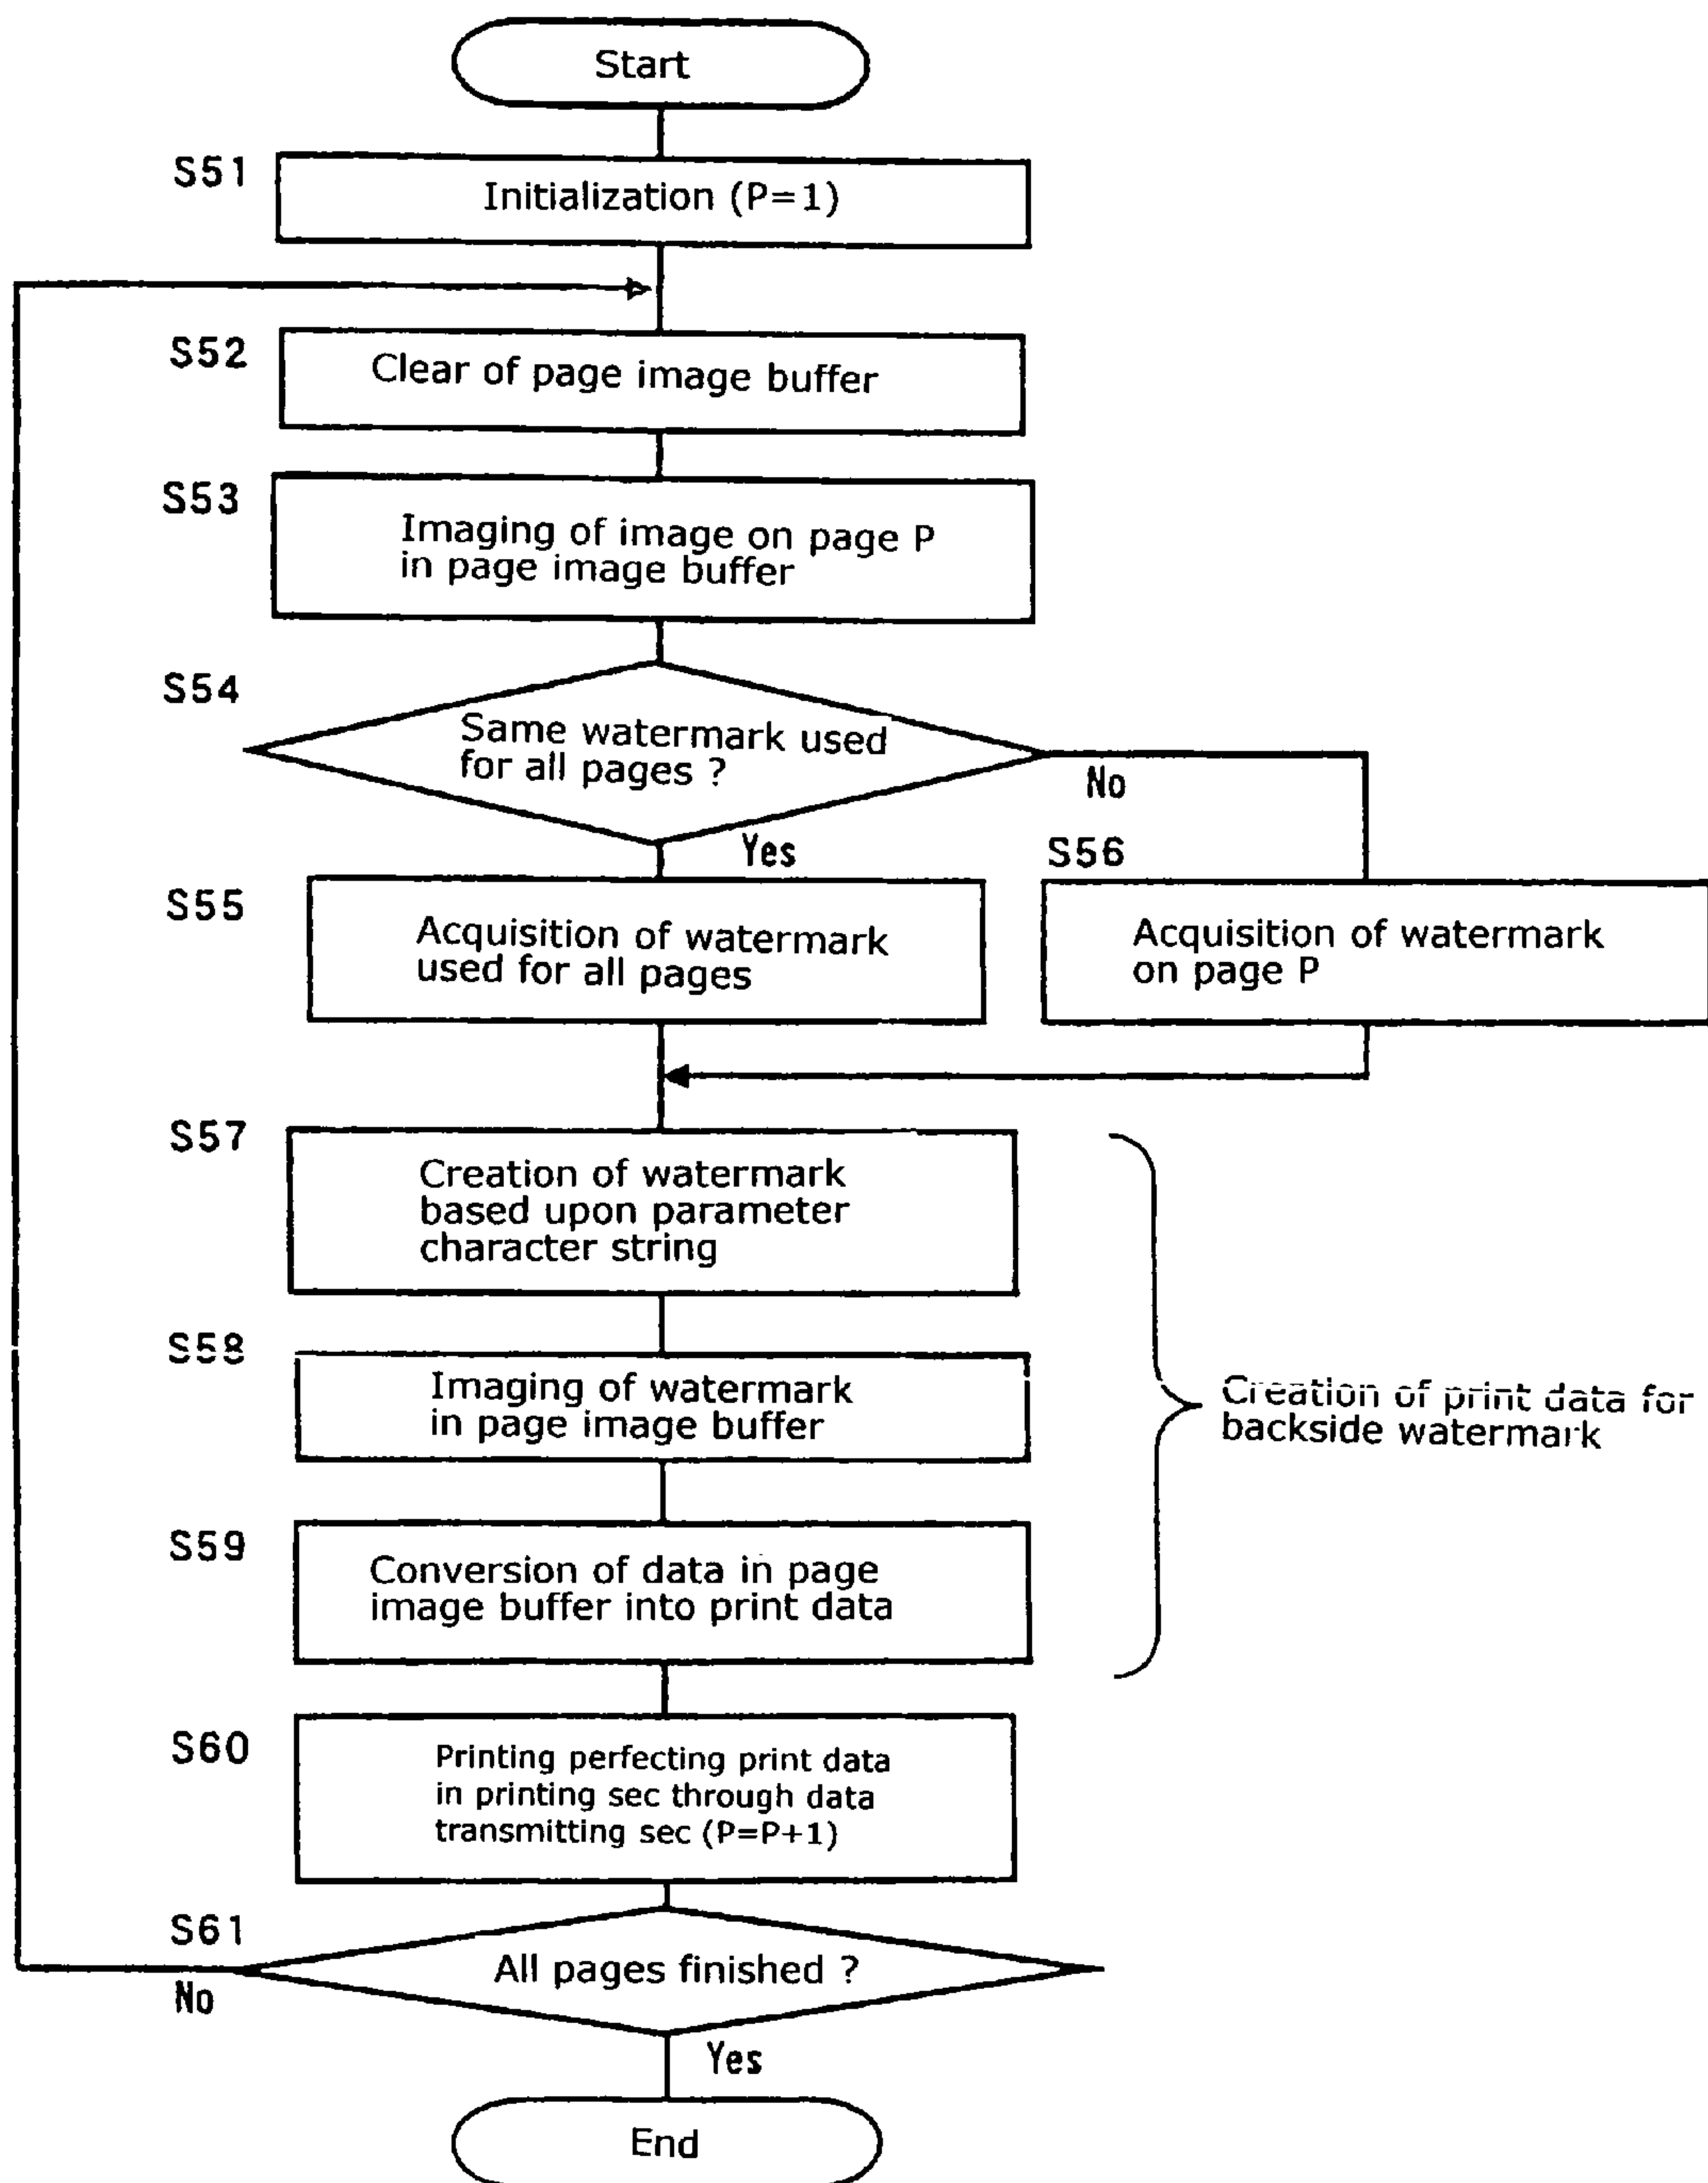 Start
S51
Initialization (P=1)
S52
Clear of page image buffer
S53
Imaging of image on page P
in page image buffer
S54
Same watermark used
for all pages ?
No
Yes
S55
Acquisition of watermark
used for all pages
S56
Acquisition of watermark
on page P
S57
Creation of watermark
based upon parameter
character string
S58
Imaging of watermark
in page image buffer
S59
Conversion of data in page
image buffer into print data
Creation of print data for
backside watermark
S60
Printing perfecting print data
in printing sec through data
transmitting sec (P=P+1)
S61
All pages finished ?
No
Yes
End